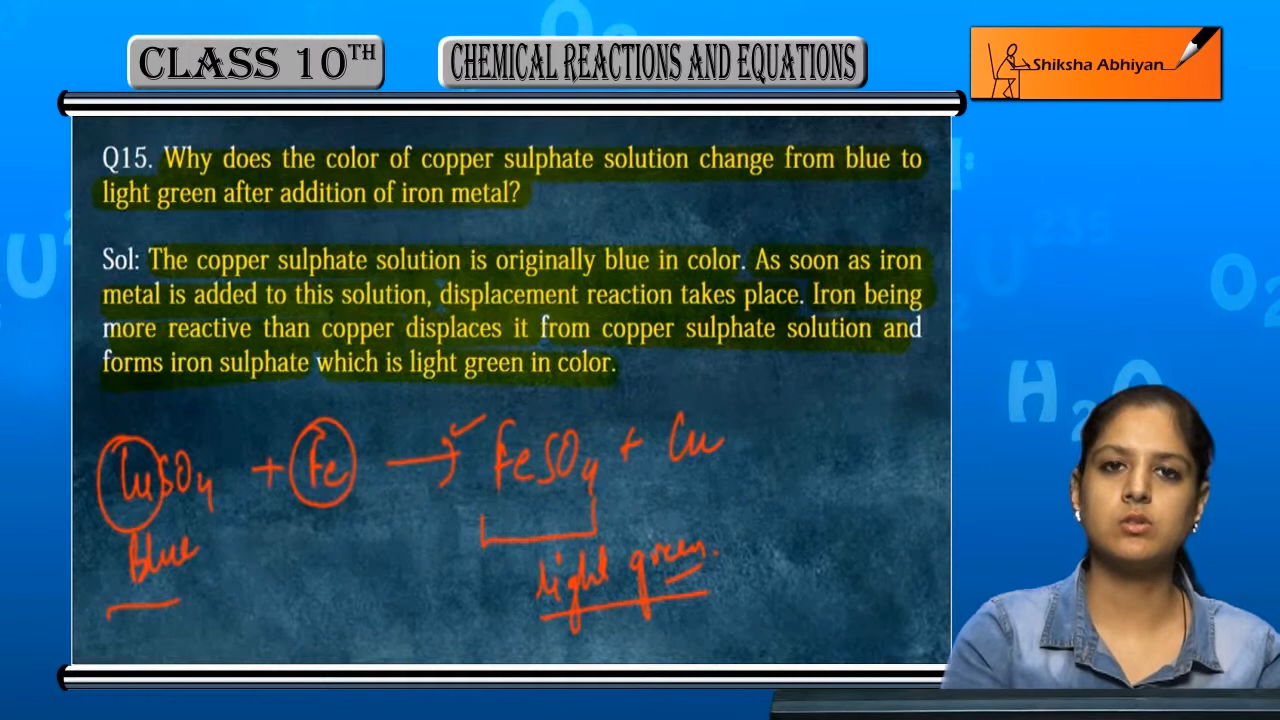 CLASS 10TH
CHEMICAL REACTIONS AND EQUATIONS
Shiksha Abhiyan
Q15. Why does the color of copper sulphate solution change from blue to
light green after addition of iron metal?
Sol: The copper sulphate solution is originally blue in color. As soon as iron
metal is added to this solution, displacement reaction takes place. Iron being
more reactive than copper displaces it from copper sulphate solution and
forms iron sulphate which is light green in color.
CuSO4 + Fe → FeSO4 + Cu
Blue
light green.
O2
U235
U
O2
H2O